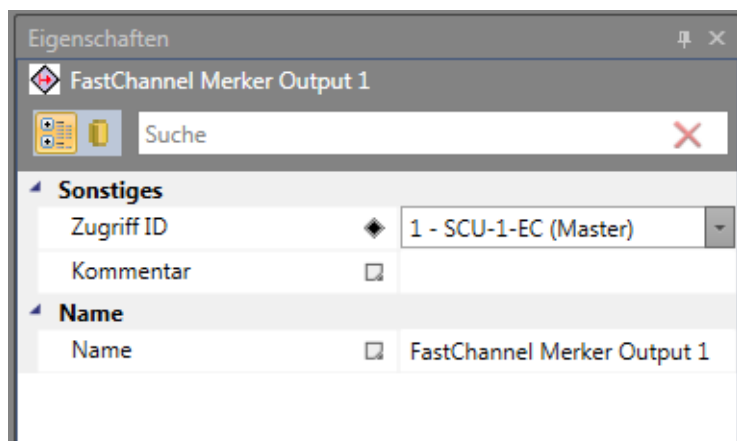 Eigenschaften
FastChannel Merker Output 1
Suche
Sonstiges
Zugriff ID 1 - SCU-1-EC (Master)
Kommentar
Name
Name FastChannel Merker Output 1